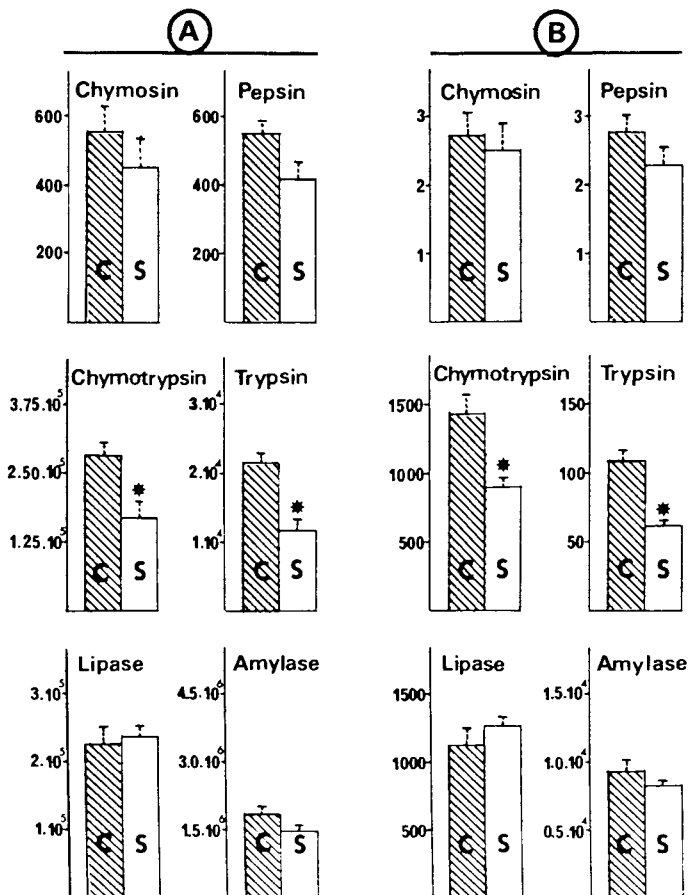 A B
Chymosin Pepsin Chymosin Pepsin
600 600 3 3
400 400 2 2
200 200 1 1
C S C S C S C S
Chymotrypsin Trypsin Chymotrypsin Trypsin
3.75.10⁵ 3.10⁴ 1500 150
2.50.10⁵ 2.10⁴ 1000 100
* * * *
1.25.10⁵ 1.10⁴ 500 50
C S C S C S C S
Lipase Amylase Lipase Amylase
3.10⁵ 4.5.10⁶ 1500 1.5.10⁴
2.10⁵ 3.0.10⁶ 1000 1.0.10⁴
1.10⁵ 1.5.10⁶ 500 0.5.10⁴
C S C S C S C S